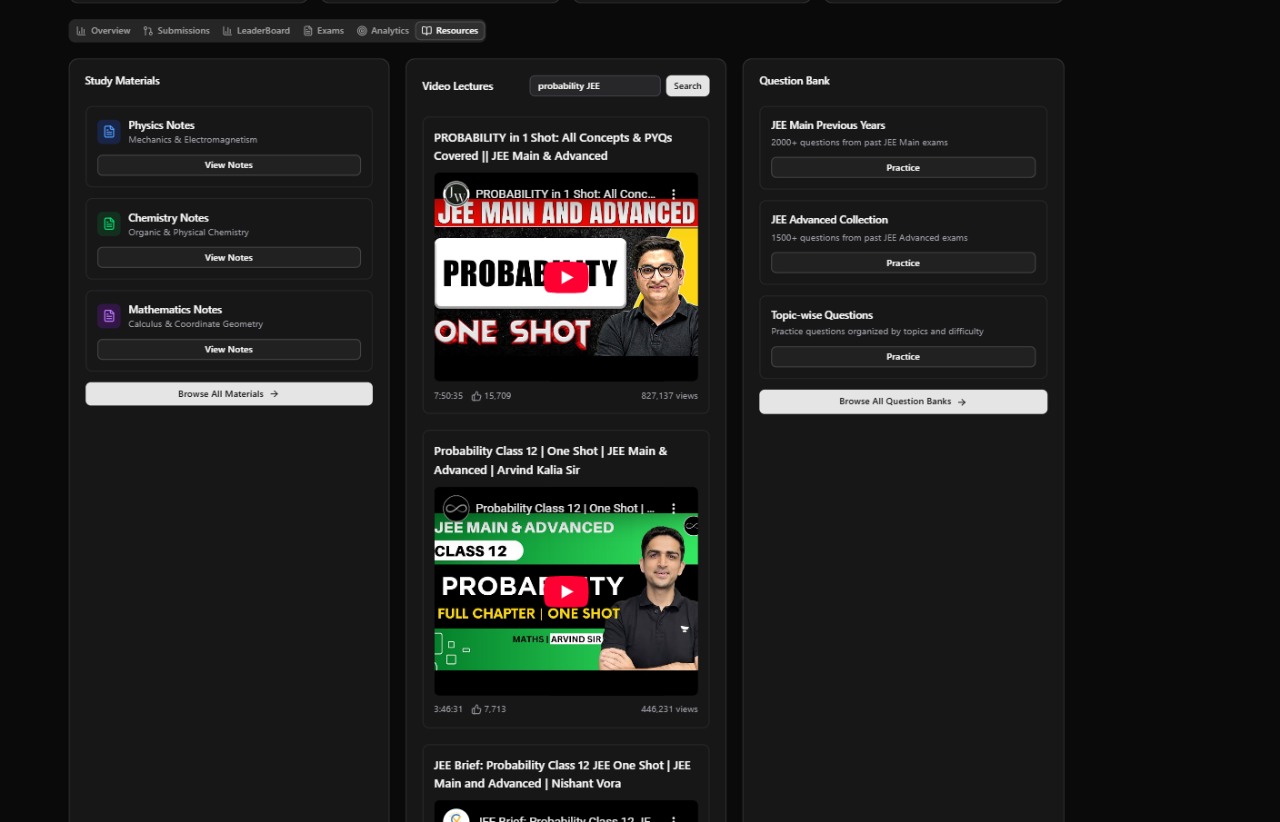 Overview Submissions LeaderBoard Exams Analytics Resources
Study Materials
Physics Notes
Mechanics & Electromagnetism
View Notes
Chemistry Notes
Organic & Physical Chemistry
View Notes
Mathematics Notes
Calculus & Coordinate Geometry
View Notes
Browse All Materials →
Video Lectures
probability JEE
Search
PROBABILITY in 1 Shot: All Concepts & PYQs
Covered || JEE Main & Advanced
JW
PROBABILITY in 1 Shot: All Conc...
JEE MAIN AND ADVANCED
PROBABILITY
ONE SHOT
7:50:35 15,709 827,137 views
Probability Class 12 | One Shot | JEE Main &
Advanced | Arvind Kalia Sir
Probability Class 12 | One Shot | ...
JEE MAIN & ADVANCED
CLASS 12
PROBABILITY
FULL CHAPTER | ONE SHOT
MATHS | ARVIND SIR
3:46:31 7,713 446,231 views
JEE Brief: Probability Class 12 JEE One Shot | JEE
Main and Advanced | Nishant Vora
JEE Brief: Probability Class 12 JE...
Question Bank
JEE Main Previous Years
2000+ questions from past JEE Main exams
Practice
JEE Advanced Collection
1500+ questions from past JEE Advanced exams
Practice
Topic-wise Questions
Practice questions organized by topics and difficulty
Practice
Browse All Question Banks →